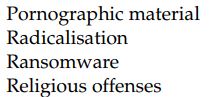 Pornographic material
Radicalisation
Ransomware
Religious offenses